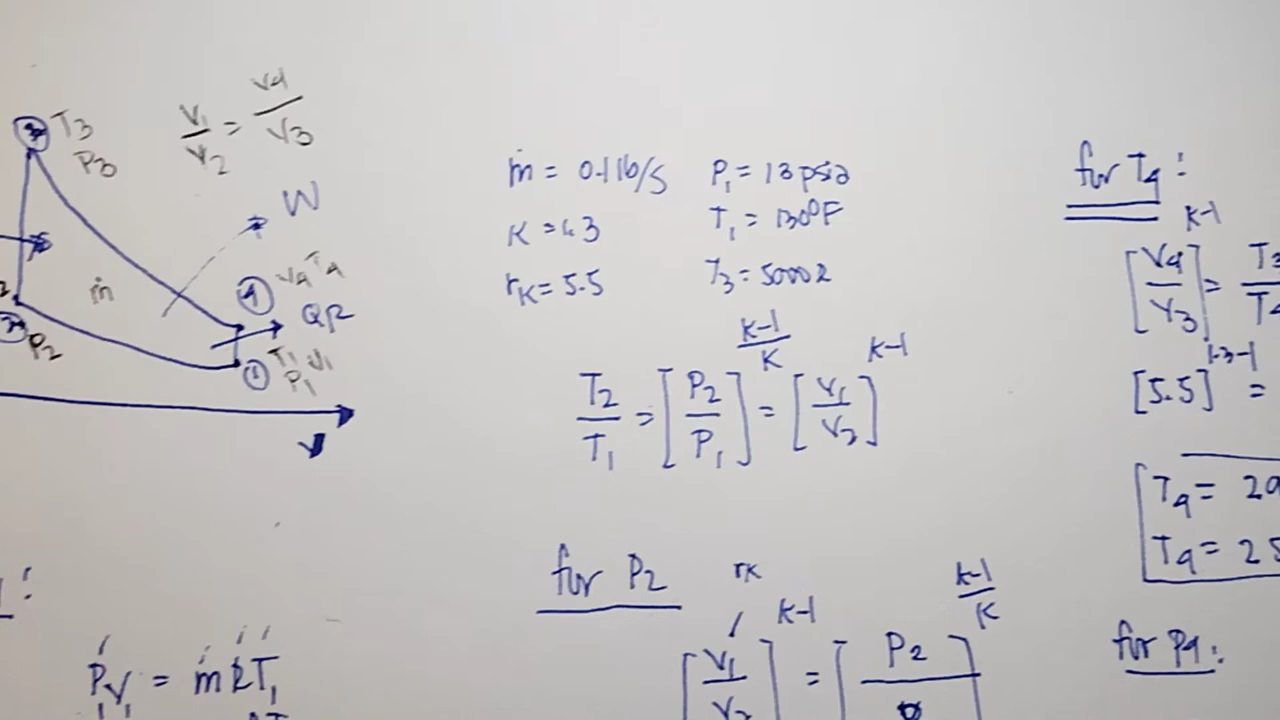 ③ T3
P3
V1/V2 = V4/V3
W
ṁ
④ V4 T4
QR
P2
① T1 V1
P1
V
ṁ = 0.1 lb/s P1 = 13 psia
K = 1.3 T1 = 130°F
rK = 5.5 T3 = 5000 R
T2/T1 = [P2/P1]^(k-1/K) = [V1/V2]^(k-1)
for P2
rK
[V1/V2]^(k-1) = [P2/
]^(k-1/K)
for T4:
[V4/V3]^(k-1) = T3/T4
[5.5]^(1.3-1) =
T4 =
T4 =
for P4:
P1V1 = ṁRT1